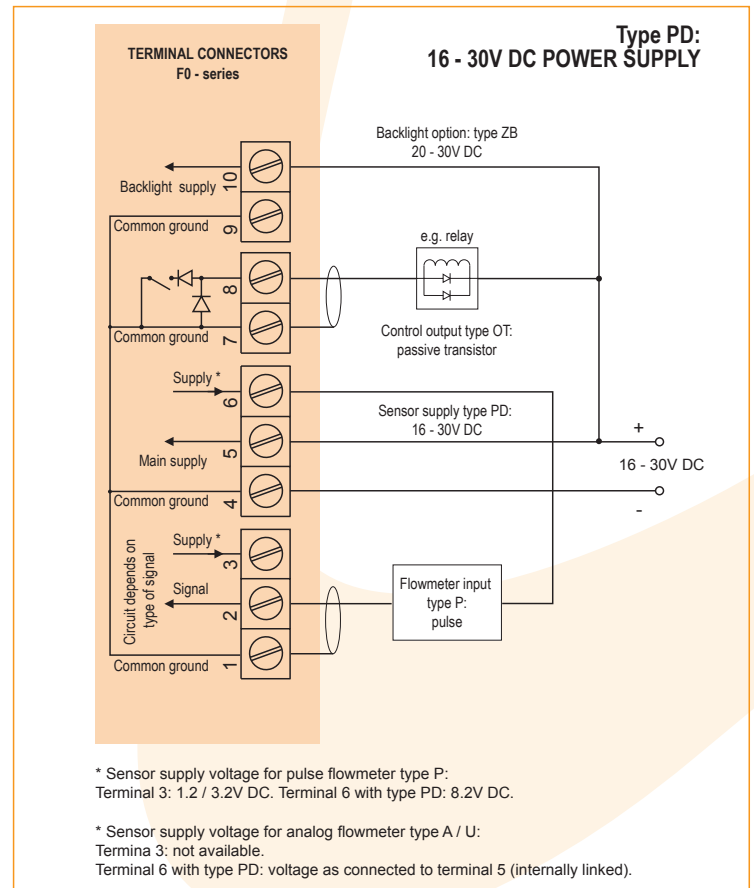 Type PD:
16 - 30V DC POWER SUPPLY
TERMINAL CONNECTORS
F0 - series
Backlight option: type ZB
20 - 30V DC
10
Backlight supply
9
Common ground
e.g. relay
8
7
Common ground
Control output type OT:
passive transistor
Supply *
6
Sensor supply type PD:
16 - 30V DC
5
Main supply
+
16 - 30V DC
-
4
Common ground
Supply *
3
Circuit depends on
type of signal
Signal
2
Flowmeter input
type P:
pulse
1
Common ground
* Sensor supply voltage for pulse flowmeter type P:
Terminal 3: 1.2 / 3.2V DC. Terminal 6 with type PD: 8.2V DC.
* Sensor supply voltage for analog flowmeter type A / U:
Termina 3: not available.
Terminal 6 with type PD: voltage as connected to terminal 5 (internally linked).